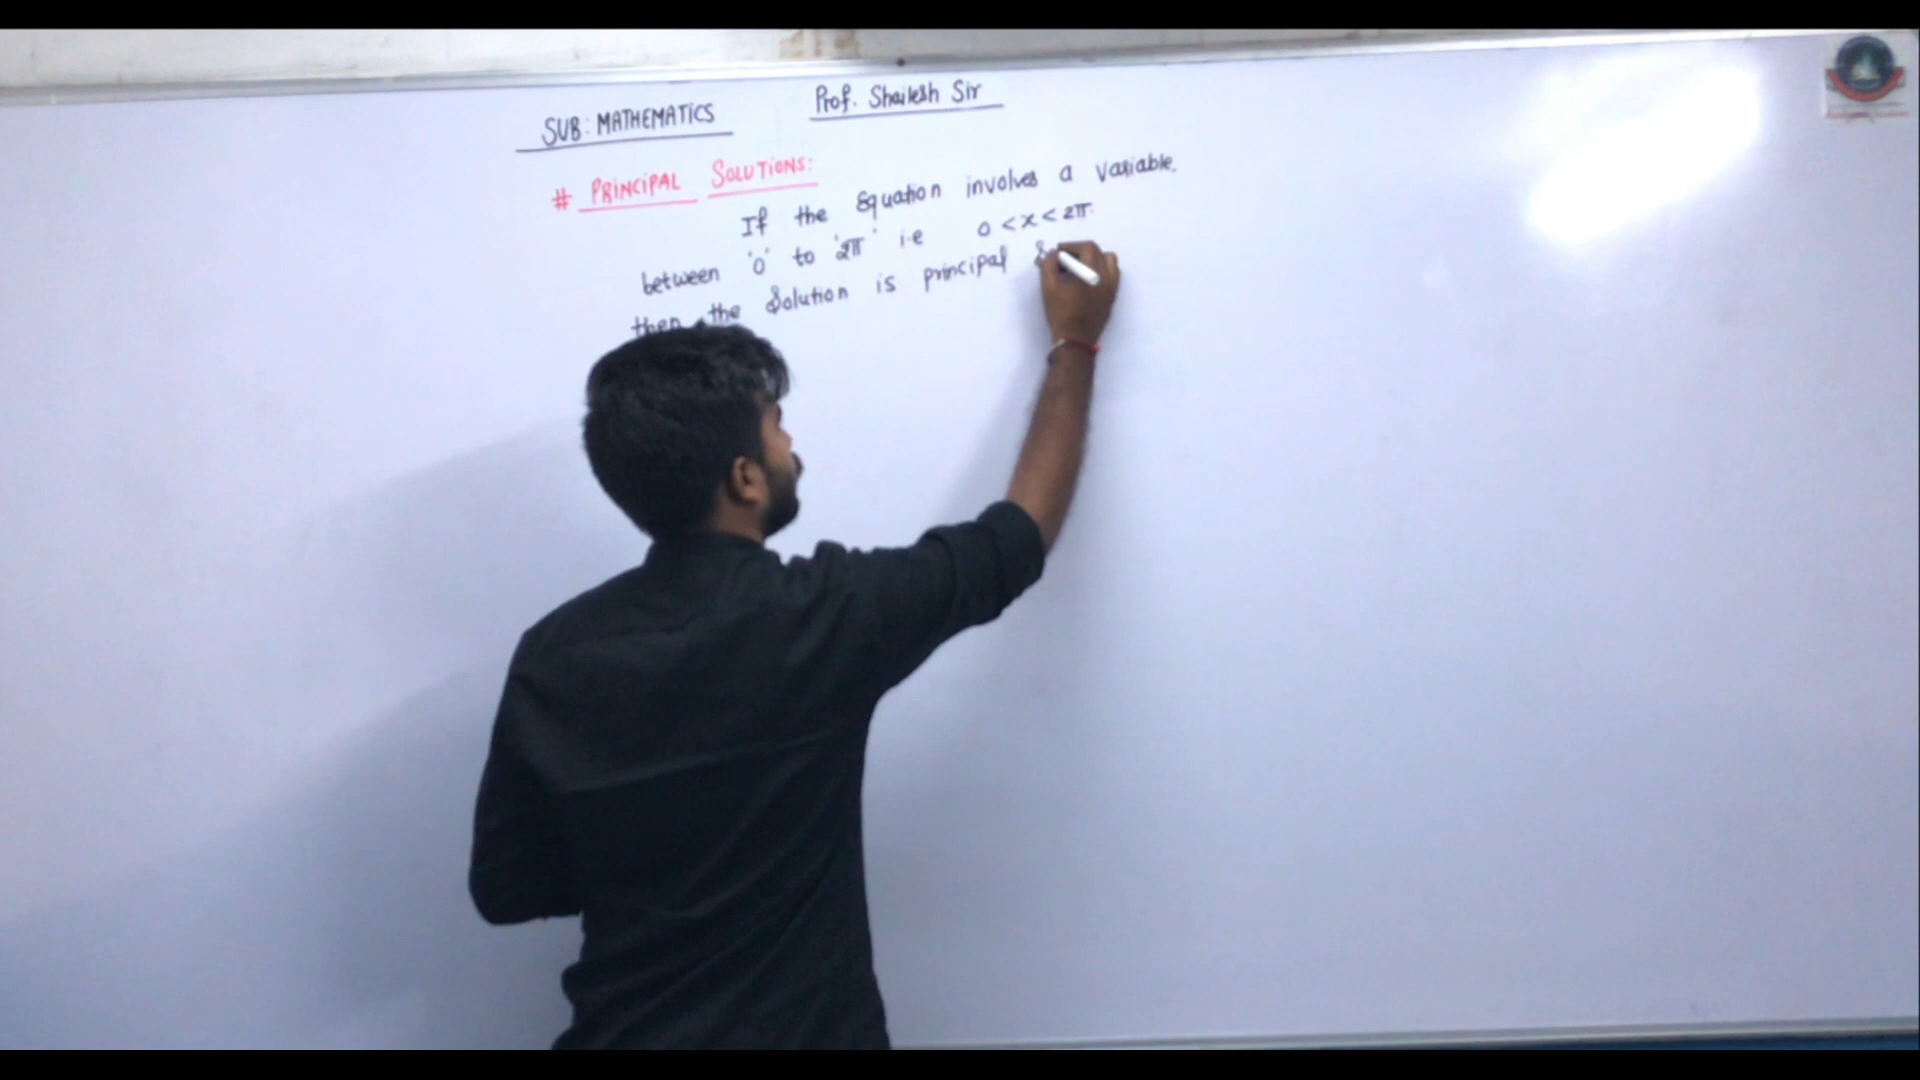 SUB: MATHEMATICS Prof. Shailesh Sir
# PRINCIPAL SOLUTIONS:
If the Equation involves a variable.
between '0' to '2π' i.e 0 < x < 2π.
then the Solution is principal